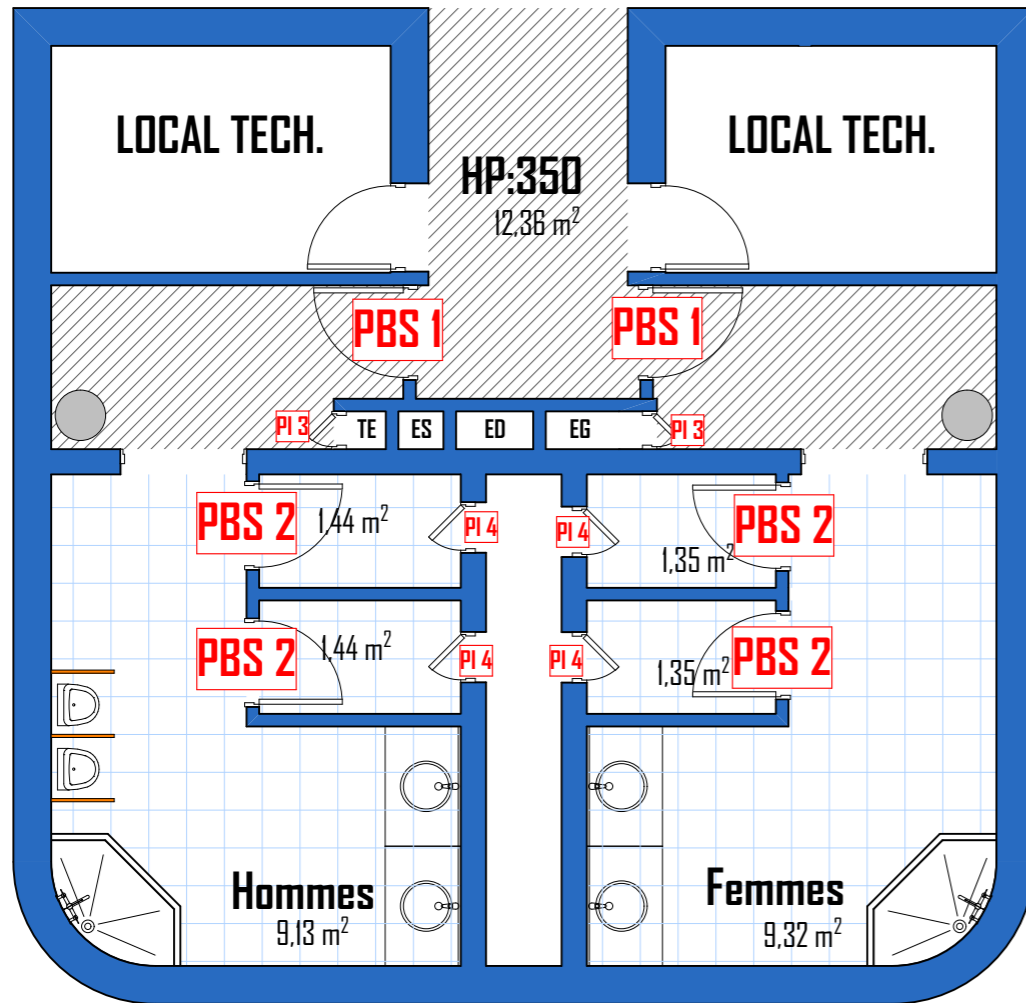 LOCAL TECH.
LOCAL TECH.
HP:350
12,36 m²
PBS 1
PBS 1
PI 3
TE
ES
ED
EG
PI 3
PBS 2
1,44 m²
PI 4
PI 4
1,35 m²
PBS 2
PBS 2
1,44 m²
PI 4
PI 4
1,35 m²
PBS 2
Hommes
9,13 m²
Femmes
9,32 m²